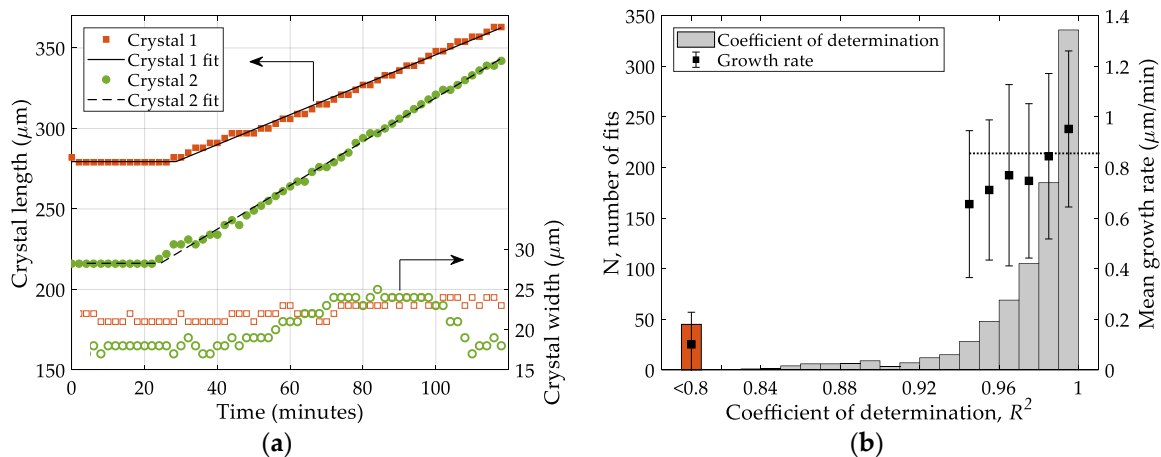 Crystal length (μm)
350
300
250
200
150
Crystal 1
Crystal 1 fit
Crystal 2
Crystal 2 fit
30
25
20
15
Crystal width (μm)
0
20
40
60
80
100
Time (minutes)
(a)
N, number of fits
350
300
250
200
150
100
50
0
Coefficient of determination
Growth rate
1.4
1.2
1
0.8
0.6
0.4
0.2
0
Mean growth rate (μm/min)
<0.8
0.84
0.88
0.92
0.96
1
Coefficient of determination, R²
(b)